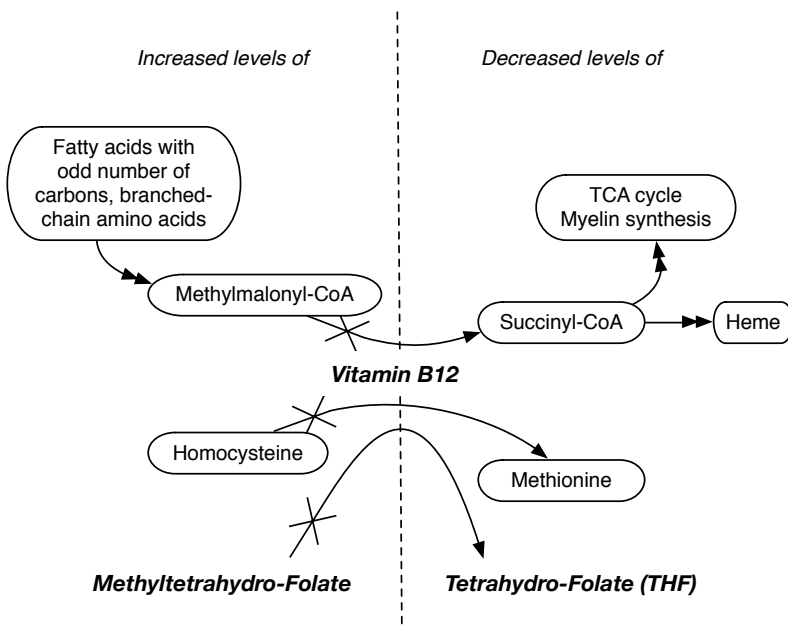 Increased levels of
Decreased levels of
Fatty acids with
odd number of
carbons, branched-
chain amino acids
TCA cycle
Myelin synthesis
Methylmalonyl-CoA
Succinyl-CoA
Heme
Vitamin B12
Homocysteine
Methionine
Methyltetrahydro-Folate
Tetrahydro-Folate (THF)